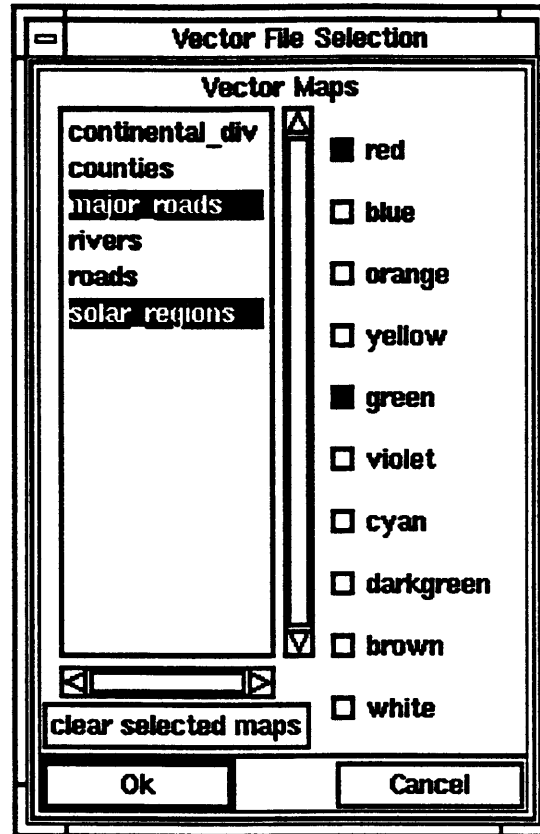 Vector File Selection
Vector Maps
continental_div
counties
major_roads
rivers
roads
solar_regions
red
blue
orange
yellow
green
violet
cyan
darkgreen
brown
white
clear selected maps
Ok
Cancel